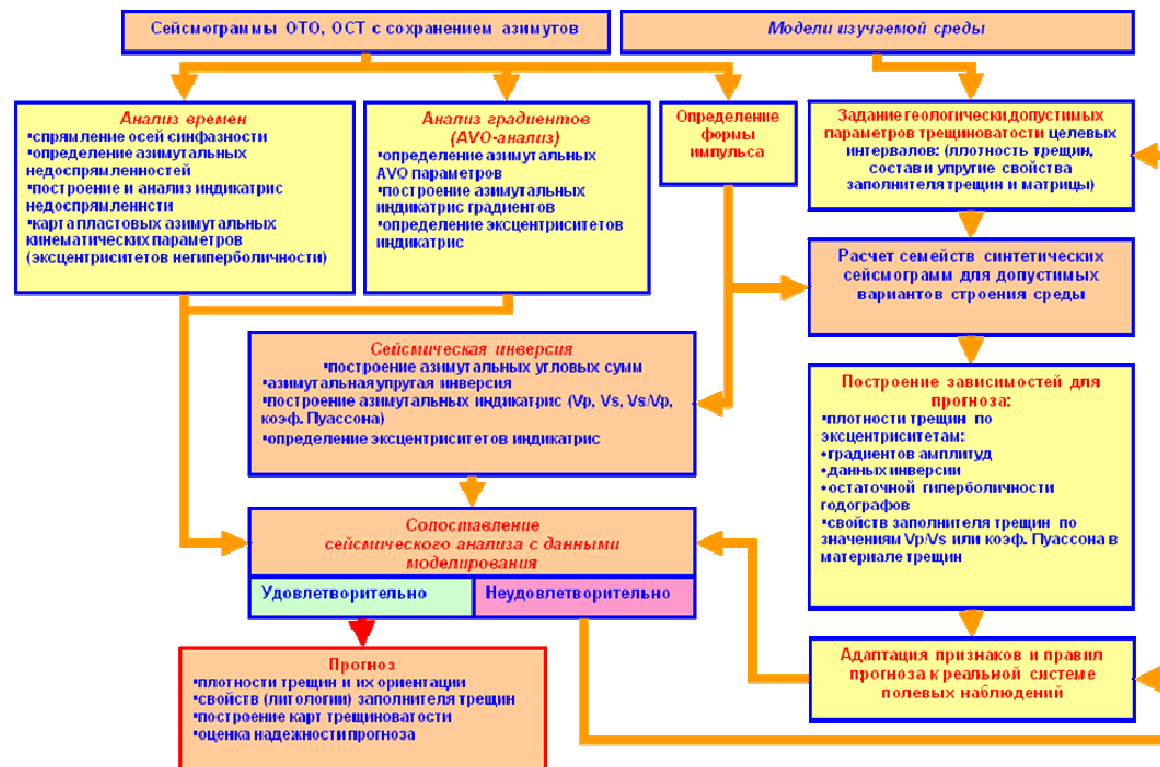 Сейсмограммы ОТО, ОСТ с сохранением азимутов
Модели изучаемой среды
Анализ времен
•спрямление осей синфазности
•определение азимутальных
недоспрямленностей
•построение и анализ индикатрис
недоспрямленнсти
•карта пластовых азимутальных
кинематических параметров
(эксцентриситетов негиперболичности)
Анализ градиентов
(AVO-анализ)
•определение азимутальных
AVO параметров
•построение азимутальных
индикатрис градиентов
•определение эксцентриситетов
индикатрис
Определение
формы
импульса
Задание геологически допустимых
параметров трещиноватости целевых
интервалов: (плотность трещин,
состав и упругие свойства
заполнителя трещин и матрицы)
Расчет семейств синтетических
сейсмограмм для допустимых
вариантов строения среды
Сейсмическая инверсия
•построение азимутальных угловых сумм
•азимутальная упругая инверсия
•построение азимутальных индикатрис (Vp, Vs, Vs/Vp,
коэф. Пуассона)
•определение эксцентриситетов индикатрис
Построение зависимостей для
прогноза:
•плотности трещин по
эксцентриситетам:
•градиентов амплитуд
•данных инверсии
•остаточной гиперболичности
годографов
•свойств заполнителя трещин по
значениям Vp/Vs или коэф. Пуассона в
материале трещин
Сопоставление
сейсмического анализа с данными
моделирования
Удовлетворительно
Неудовлетворительно
Адаптация признаков и правил
прогноза к реальной системе
полевых наблюдений
Прогноз
•плотности трещин и их ориентации
•свойств (литологии) заполнителя трещин
•построение карт трещиноватости
•оценка надежности прогноза